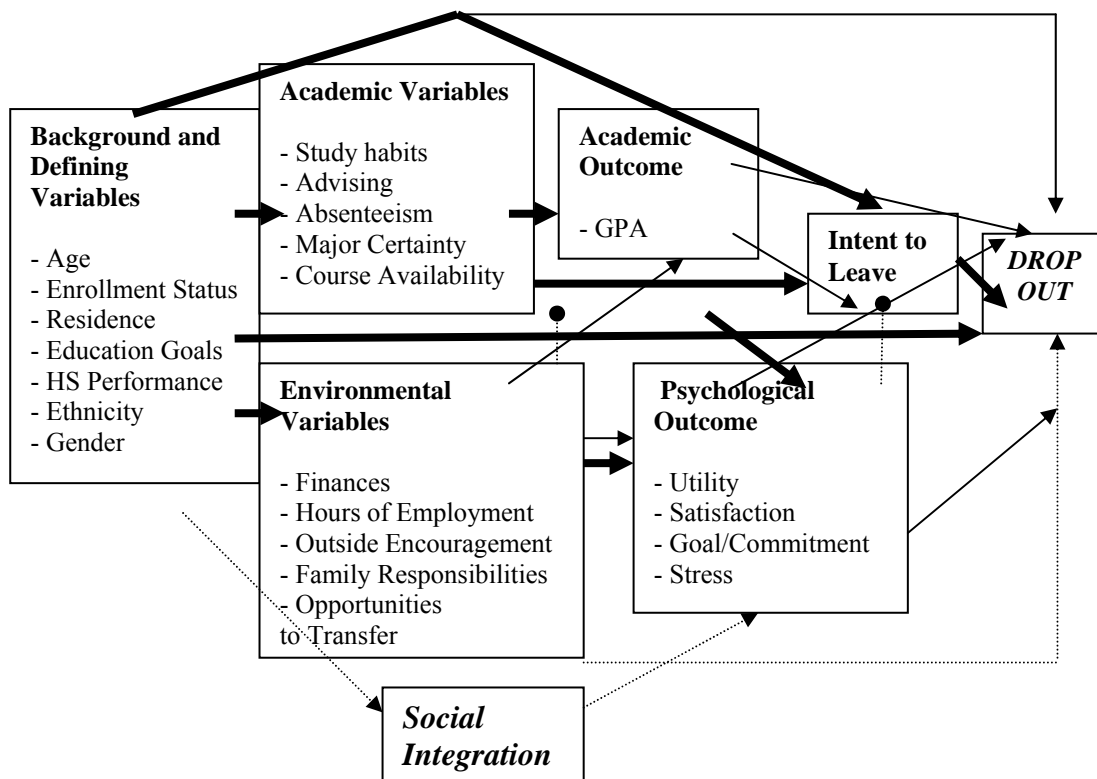 Background and
Defining
Variables
- Age
- Enrollment Status
- Residence
- Education Goals
- HS Performance
- Ethnicity
- Gender
Academic Variables
- Study habits
- Advising
- Absenteeism
- Major Certainty
- Course Availability
Academic
Outcome
- GPA
Intent to
Leave
DROP
OUT
Environmental
Variables
- Finances
- Hours of Employment
- Outside Encouragement
- Family Responsibilities
- Opportunities
to Transfer
Psychological
Outcome
- Utility
- Satisfaction
- Goal/Commitment
- Stress
Social
Integration